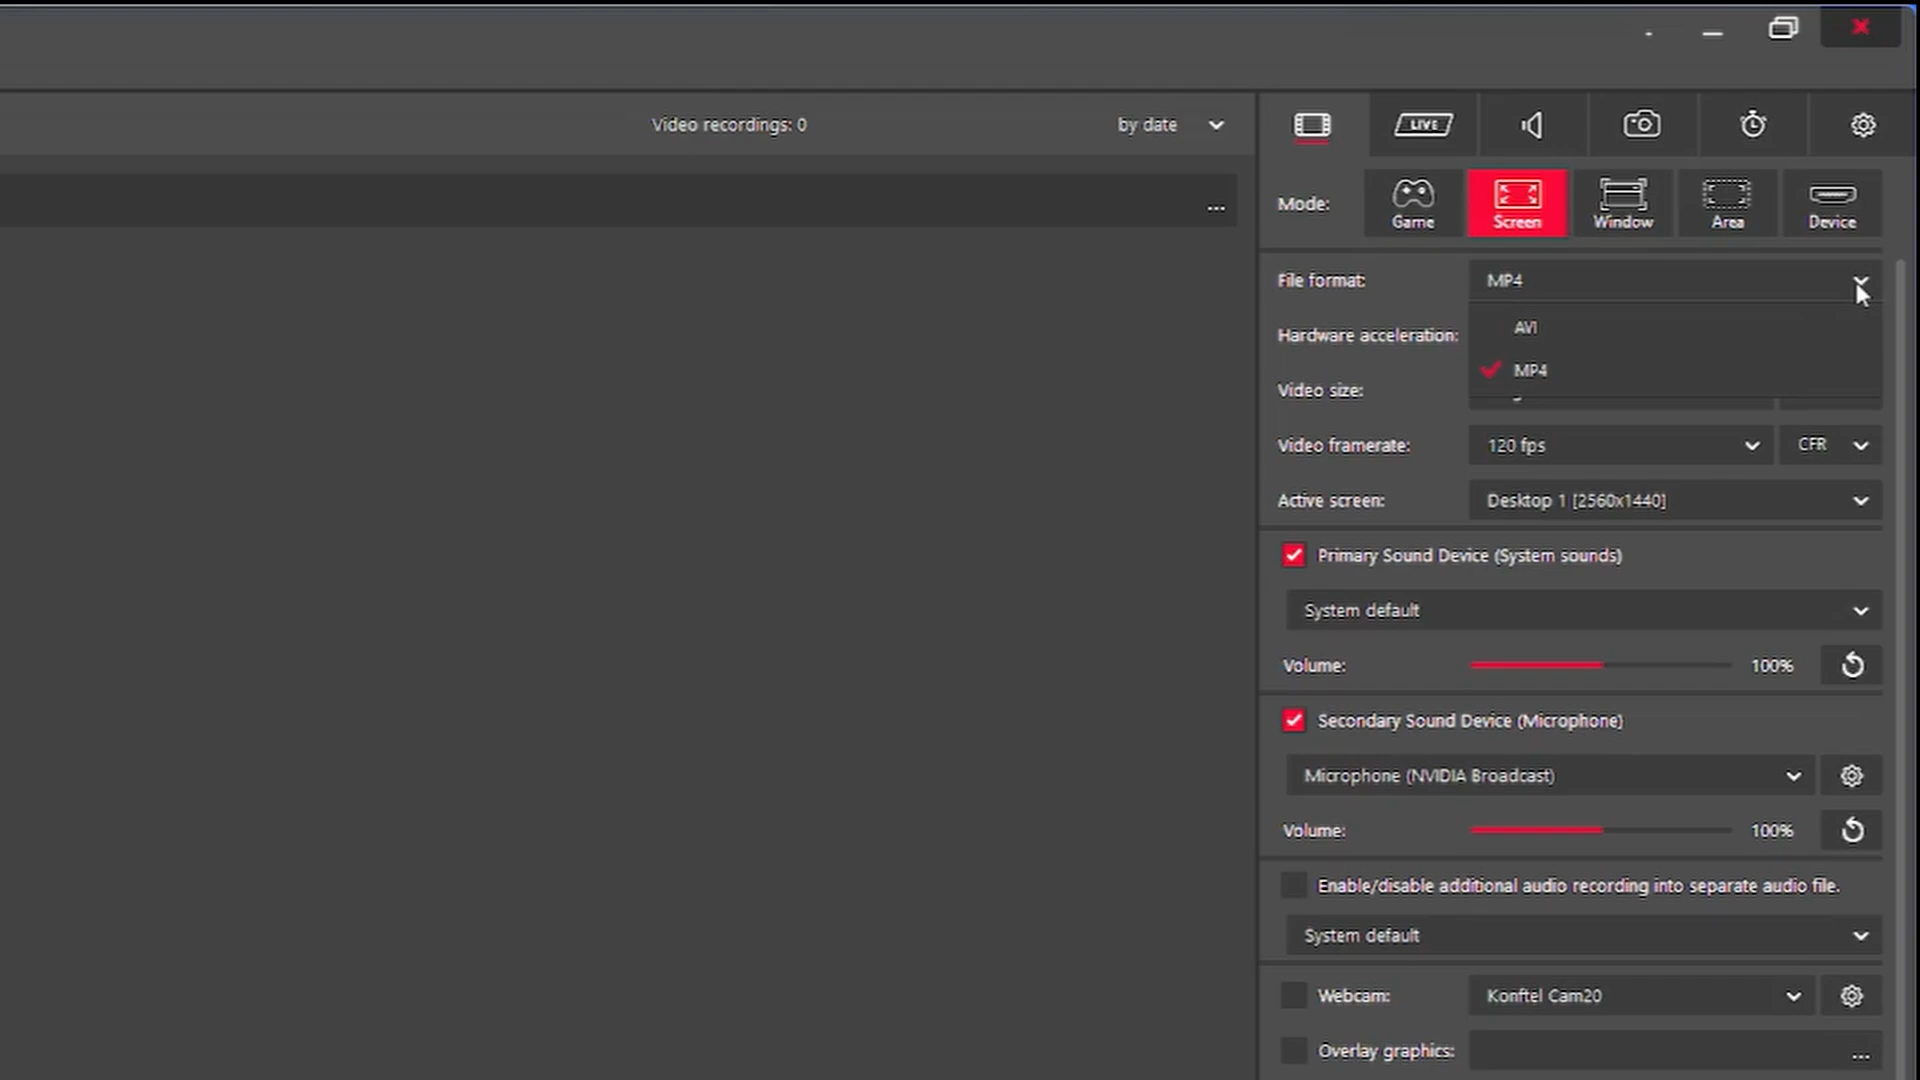 Video recordings: 0
by date
LIVE
Mode:
Game
Screen
Window
Area
Device
File format:
MP4
AVI
Hardware acceleration:
MP4
Video size:
Video framerate:
120 fps
CFR
Active screen:
Desktop 1 [2560x1440]
Primary Sound Device (System sounds)
System default
Volume:
100%
Secondary Sound Device (Microphone)
Microphone (NVIDIA Broadcast)
Volume:
100%
Enable/disable additional audio recording into separate audio file.
System default
Webcam:
Konftel Cam20
Overlay graphics: